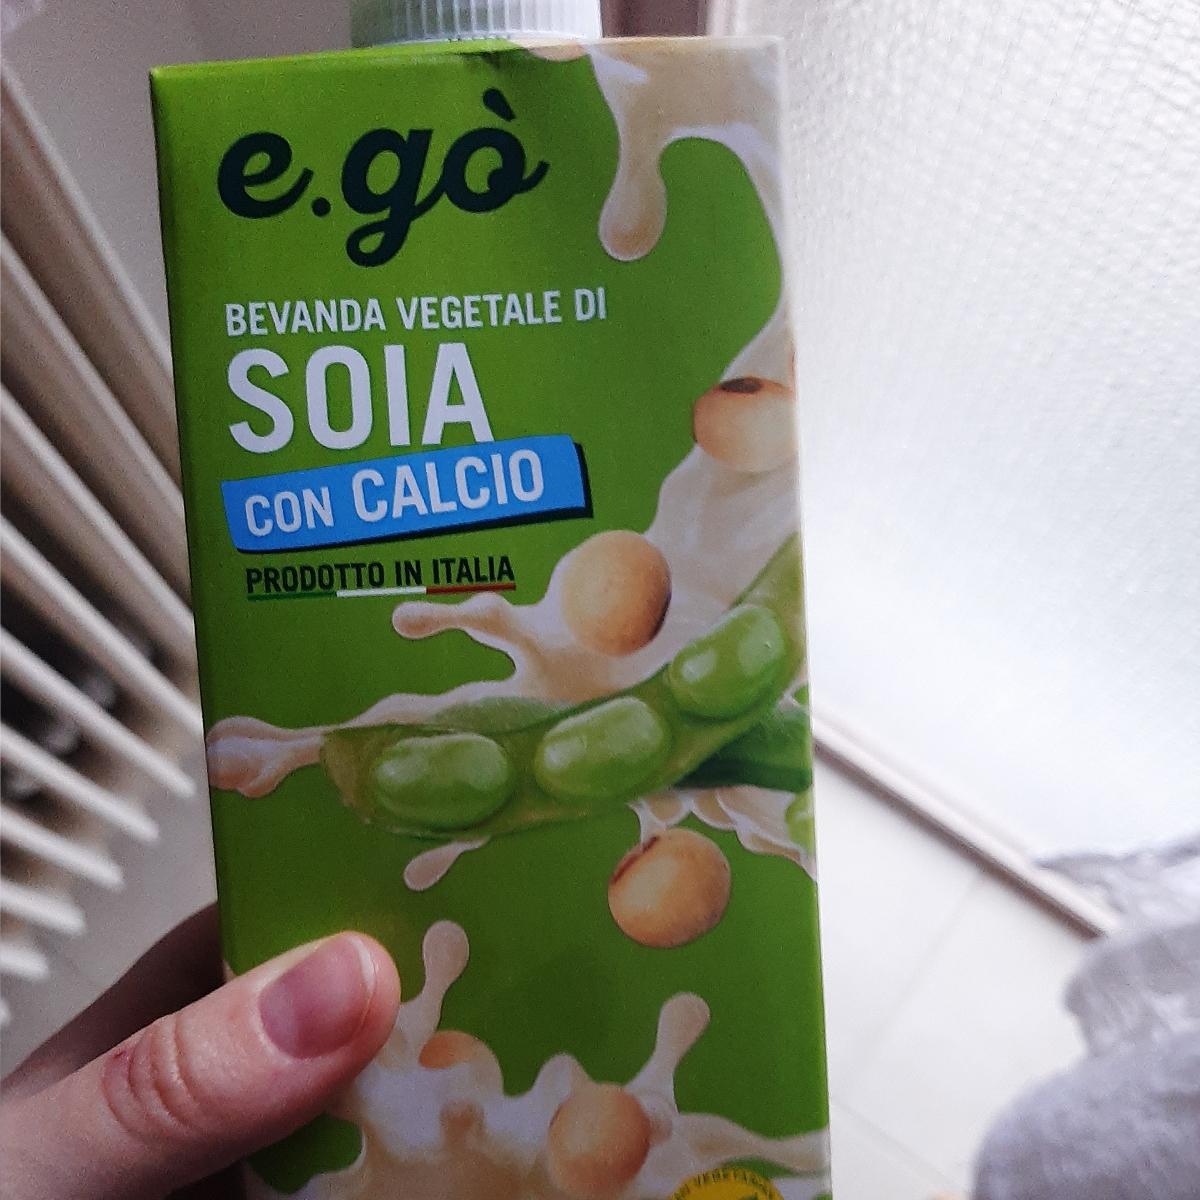 e.gò
BEVANDA VEGETALE DI
SOIA
CON CALCIO
PRODOTTO IN ITALIA